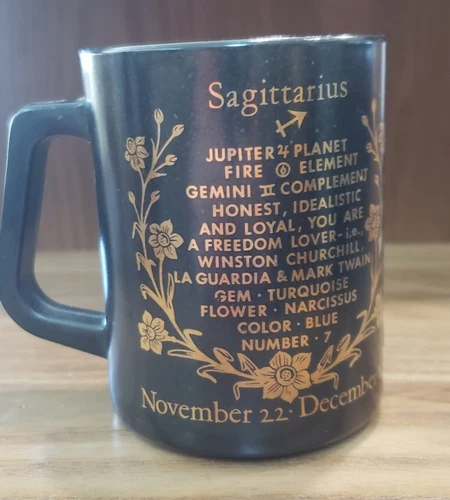 Sagittarius
♐
JUPITER ♃ PLANET
FIRE ELEMENT
GEMINI ♊ COMPLEMENT
HONEST, IDEALISTIC
AND LOYAL, YOU ARE
A FREEDOM LOVER-i.e.,
WINSTON CHURCHILL,
LA GUARDIA & MARK TWAIN
GEM · TURQUOISE
FLOWER · NARCISSUS
COLOR · BLUE
NUMBER · 7
November 22 · December